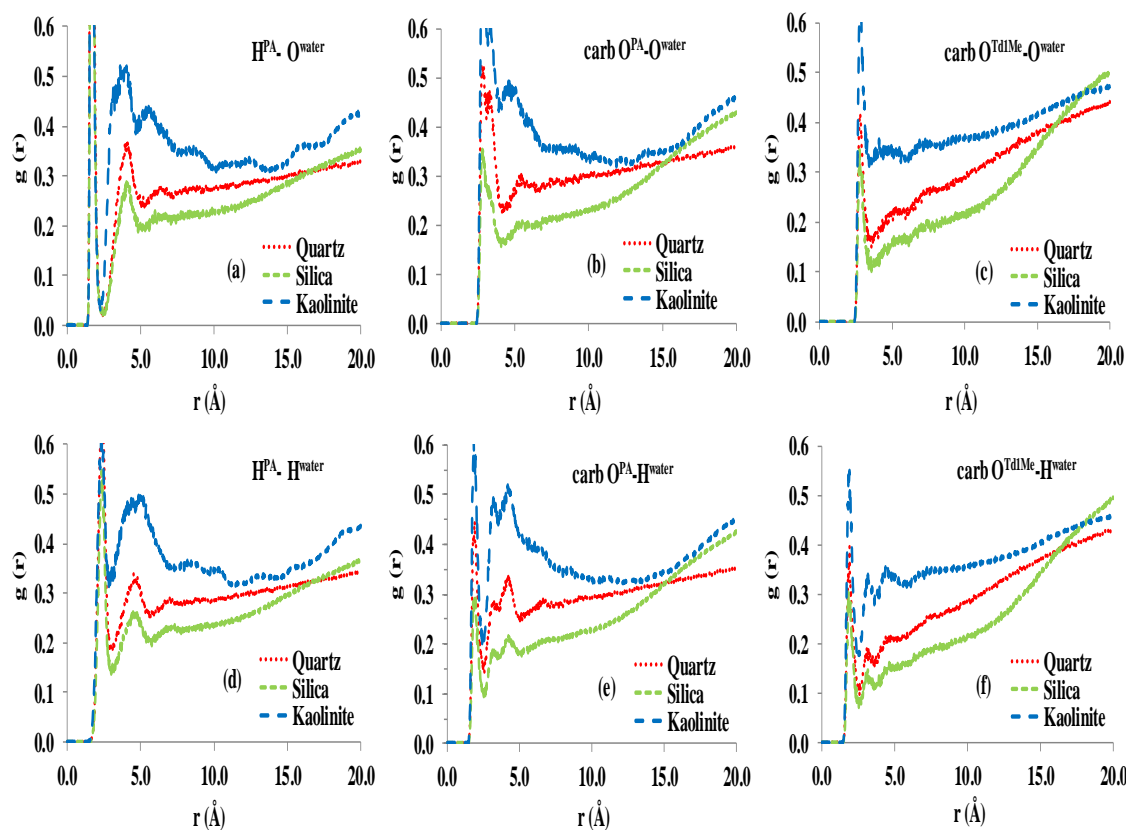 H^PA- O^water
g (r)
0.6
0.5
0.4
0.3
0.2
0.1
0.0
Quartz
Silica
Kaolinite
(a)
0.0 5.0 10.0 15.0 20.0
r (Å)
carb O^PA-O^water
g (r)
0.6
0.5
0.4
0.3
0.2
0.1
0.0
Quartz
Silica
Kaolinite
(b)
0.0 5.0 10.0 15.0 20.0
r (Å)
carb O^Td1Me-O^water
g (r)
0.6
0.5
0.4
0.3
0.2
0.1
0.0
Quartz
Silica
Kaolinite
(c)
0.0 5.0 10.0 15.0 20.0
r (Å)
H^PA- H^water
g (r)
0.6
0.5
0.4
0.3
0.2
0.1
0.0
Quartz
Silica
Kaolinite
(d)
0.0 5.0 10.0 15.0 20.0
r (Å)
carb O^PA-H^water
g (r)
0.6
0.5
0.4
0.3
0.2
0.1
0.0
Quartz
Silica
Kaolinite
(e)
0.0 5.0 10.0 15.0 20.0
r (Å)
carb O^Td1Me-H^water
g (r)
0.6
0.5
0.4
0.3
0.2
0.1
0.0
Quartz
Silica
Kaolinite
(f)
0.0 5.0 10.0 15.0 20.0
r (Å)